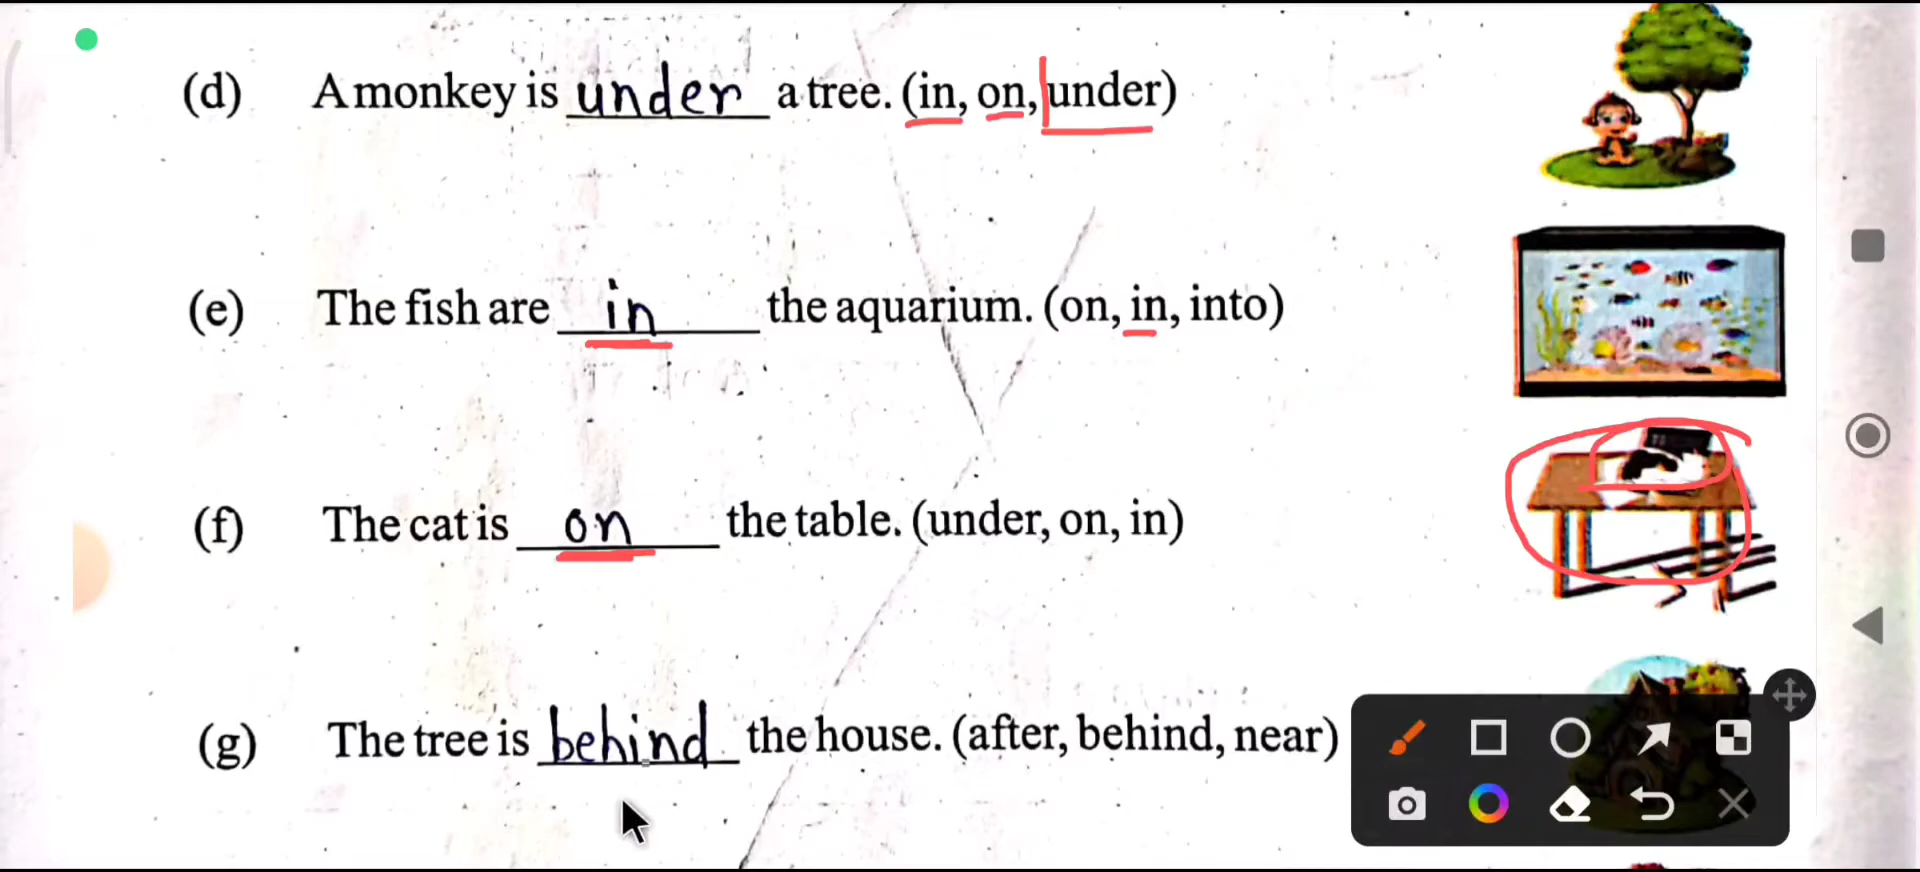 (d) A monkey is under a tree. (in, on, under)
(e) The fish are in the aquarium. (on, in, into)
(f) The cat is on the table. (under, on, in)
(g) The tree is behind the house. (after, behind, near)